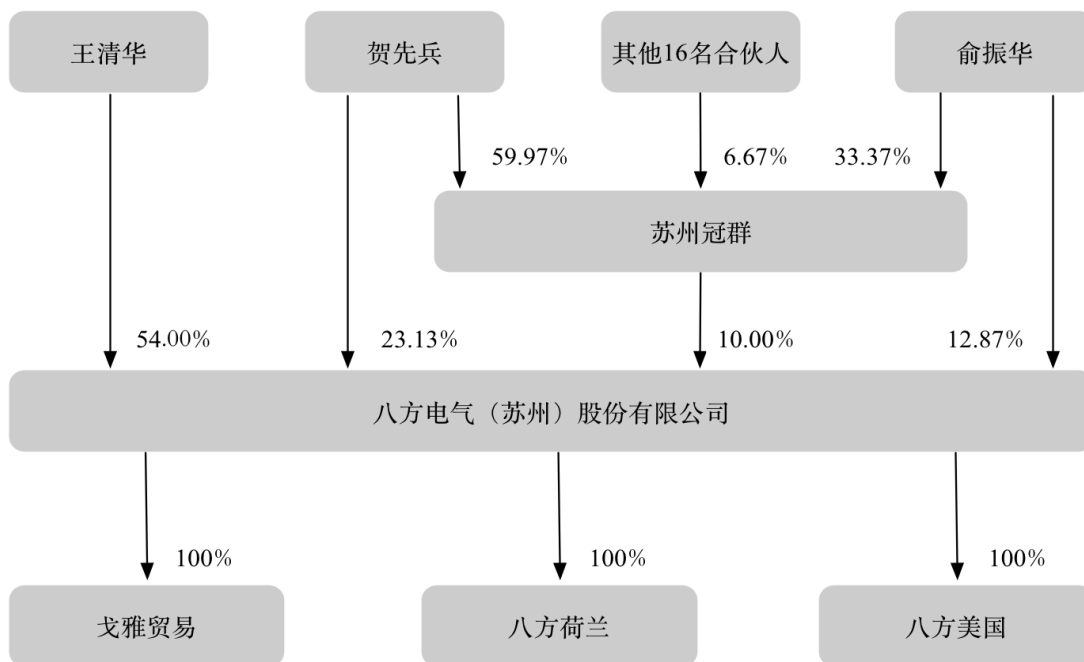 王清华
贺先兵
其他16名合伙人
俞振华
59.97%
6.67%
33.37%
苏州冠群
54.00%
23.13%
10.00%
12.87%
八方电气（苏州）股份有限公司
100%
100%
100%
戈雅贸易
八方荷兰
八方美国